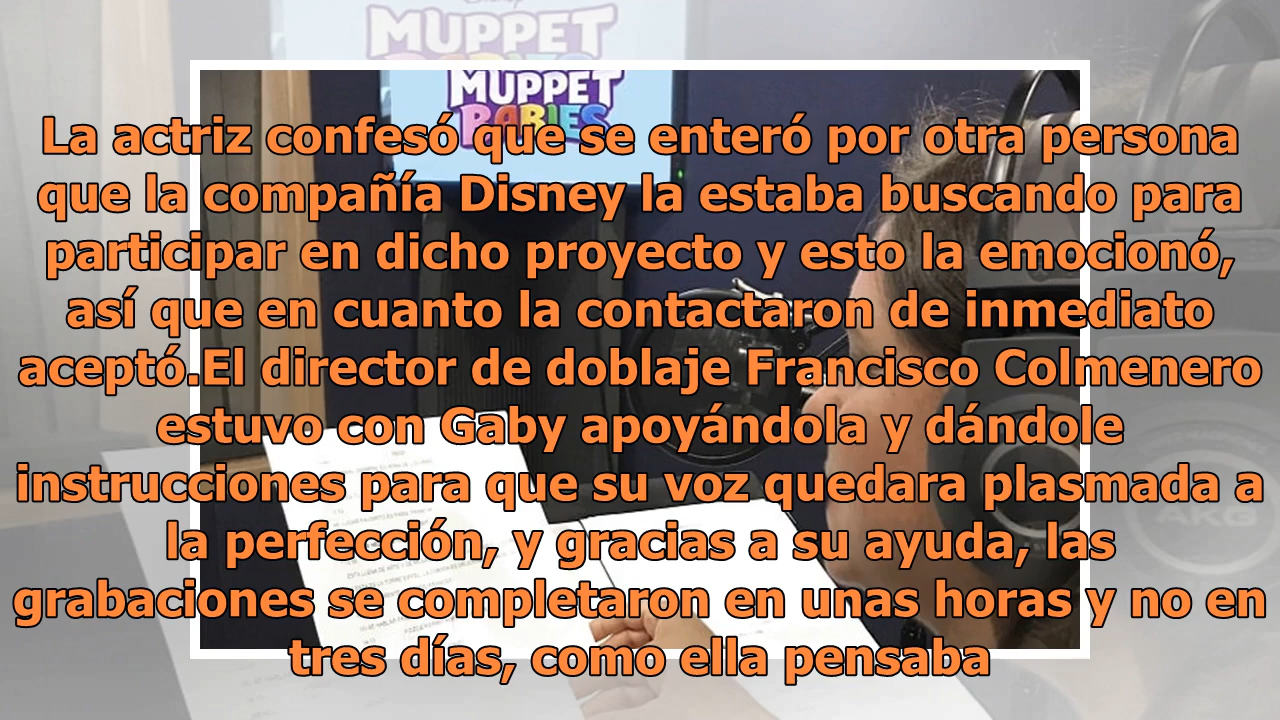 MUPPET
MUPPET
BABIES
La actriz confesó que se enteró por otra persona
que la compañía Disney la estaba buscando para
participar en dicho proyecto y esto la emocionó,
así que en cuanto la contactaron de inmediato
aceptó.El director de doblaje Francisco Colmenero
estuvo con Gaby apoyándola y dándole
instrucciones para que su voz quedara plasmada a
la perfección, y gracias a su ayuda, las
grabaciones se completaron en unas horas y no en
tres días, como ella pensaba
AKG